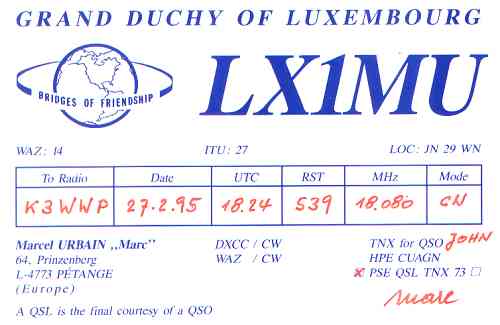 GRAND DUCHY OF LUXEMBOURG
BRIDGES OF FRIENDSHIP
LX1MU
WAZ: 14 ITU: 27 LOC: JN 29 WN
To Radio Date UTC RST MHz Mode
K3WWP 27.2.95 18.24 539 18.080 CW
Marcel URBAIN „Marc" DXCC / CW TNX for QSO JOHN
64, Prinzenberg WAZ / CW HPE CUAGN
L-4773 PÉTANGE x PSE QSL TNX 73 □
(Europe)
Marc
A QSL is the final courtesy of a QSO